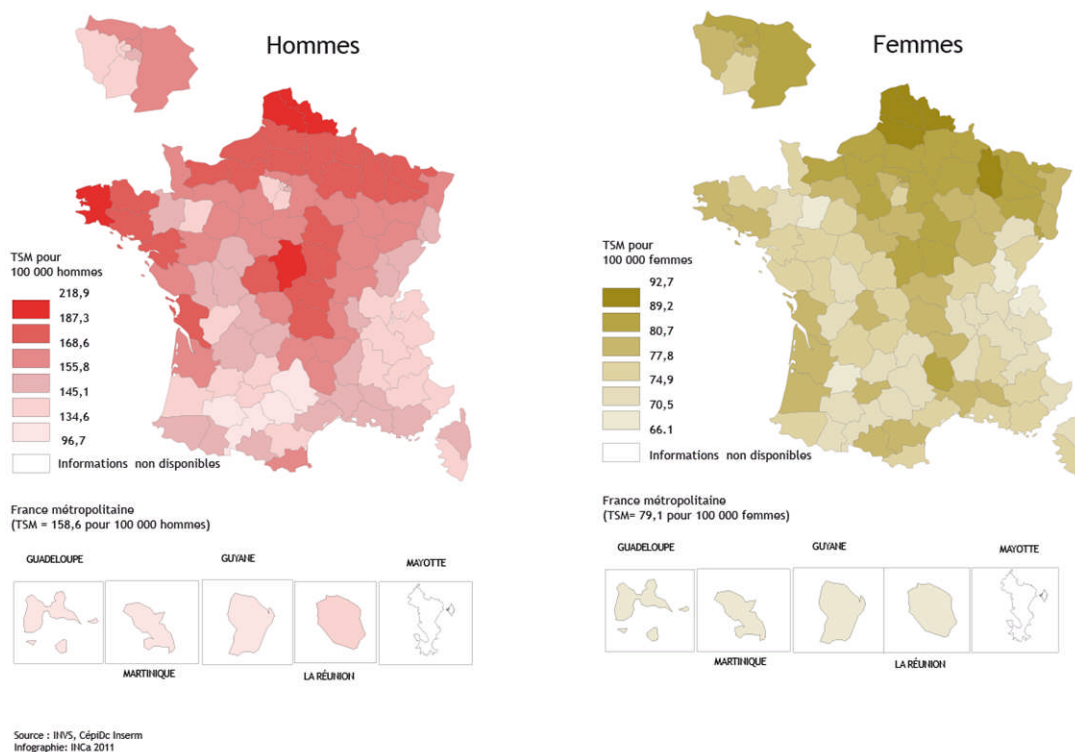 Hommes
TSM pour
100 000 hommes
218,9
187,3
168,6
155,8
145,1
134,6
96,7
Informations non disponibles
France métropolitaine
(TSM = 158,6 pour 100 000 hommes)
GUADELOUPE
GUYANE
MAYOTTE
MARTINIQUE
LA RÉUNION
Source : INVS, CépiDc Inserm
Infographie: INCa 2011
Femmes
TSM pour
100 000 femmes
92,7
89,2
80,7
77,8
74,9
70,5
66.1
Informations non disponibles
France métropolitaine
(TSM= 79,1 pour 100 000 femmes)
GUADELOUPE
GUYANE
MAYOTTE
MARTINIQUE
LA RÉUNION